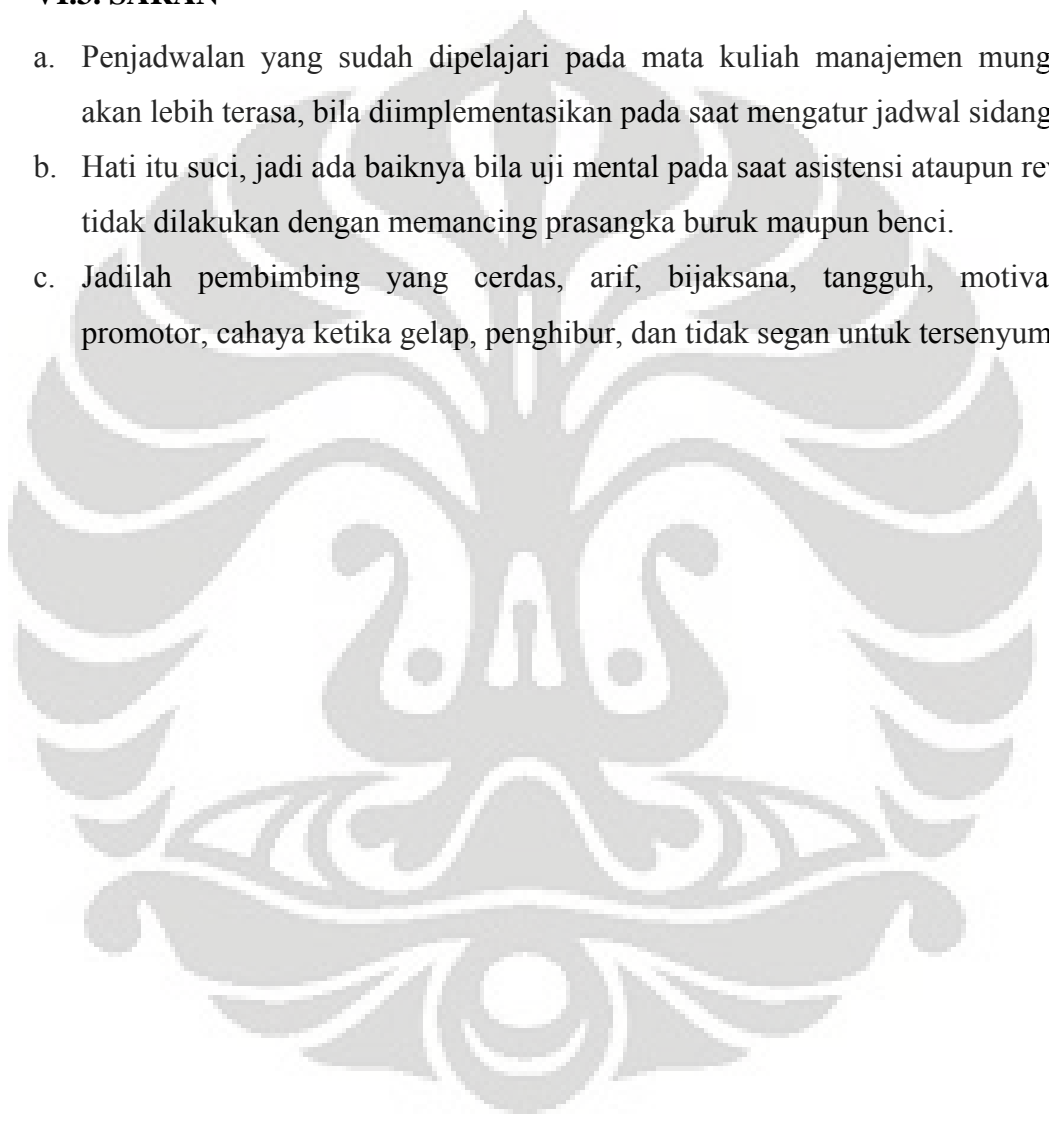 SARAN
a. Penjadwalan yang sudah dipelajari pada mata kuliah manajemen mung
akan lebih terasa, bila diimplementasikan pada saat mengatur jadwal sidang
b. Hati itu suci, jadi ada baiknya bila uji mental pada saat asistensi ataupun re
tidak dilakukan dengan memancing prasangka buruk maupun benci.
c. Jadilah pembimbing yang cerdas, arif, bijaksana, tangguh, motiva
promotor, cahaya ketika gelap, penghibur, dan tidak segan untuk tersenyum